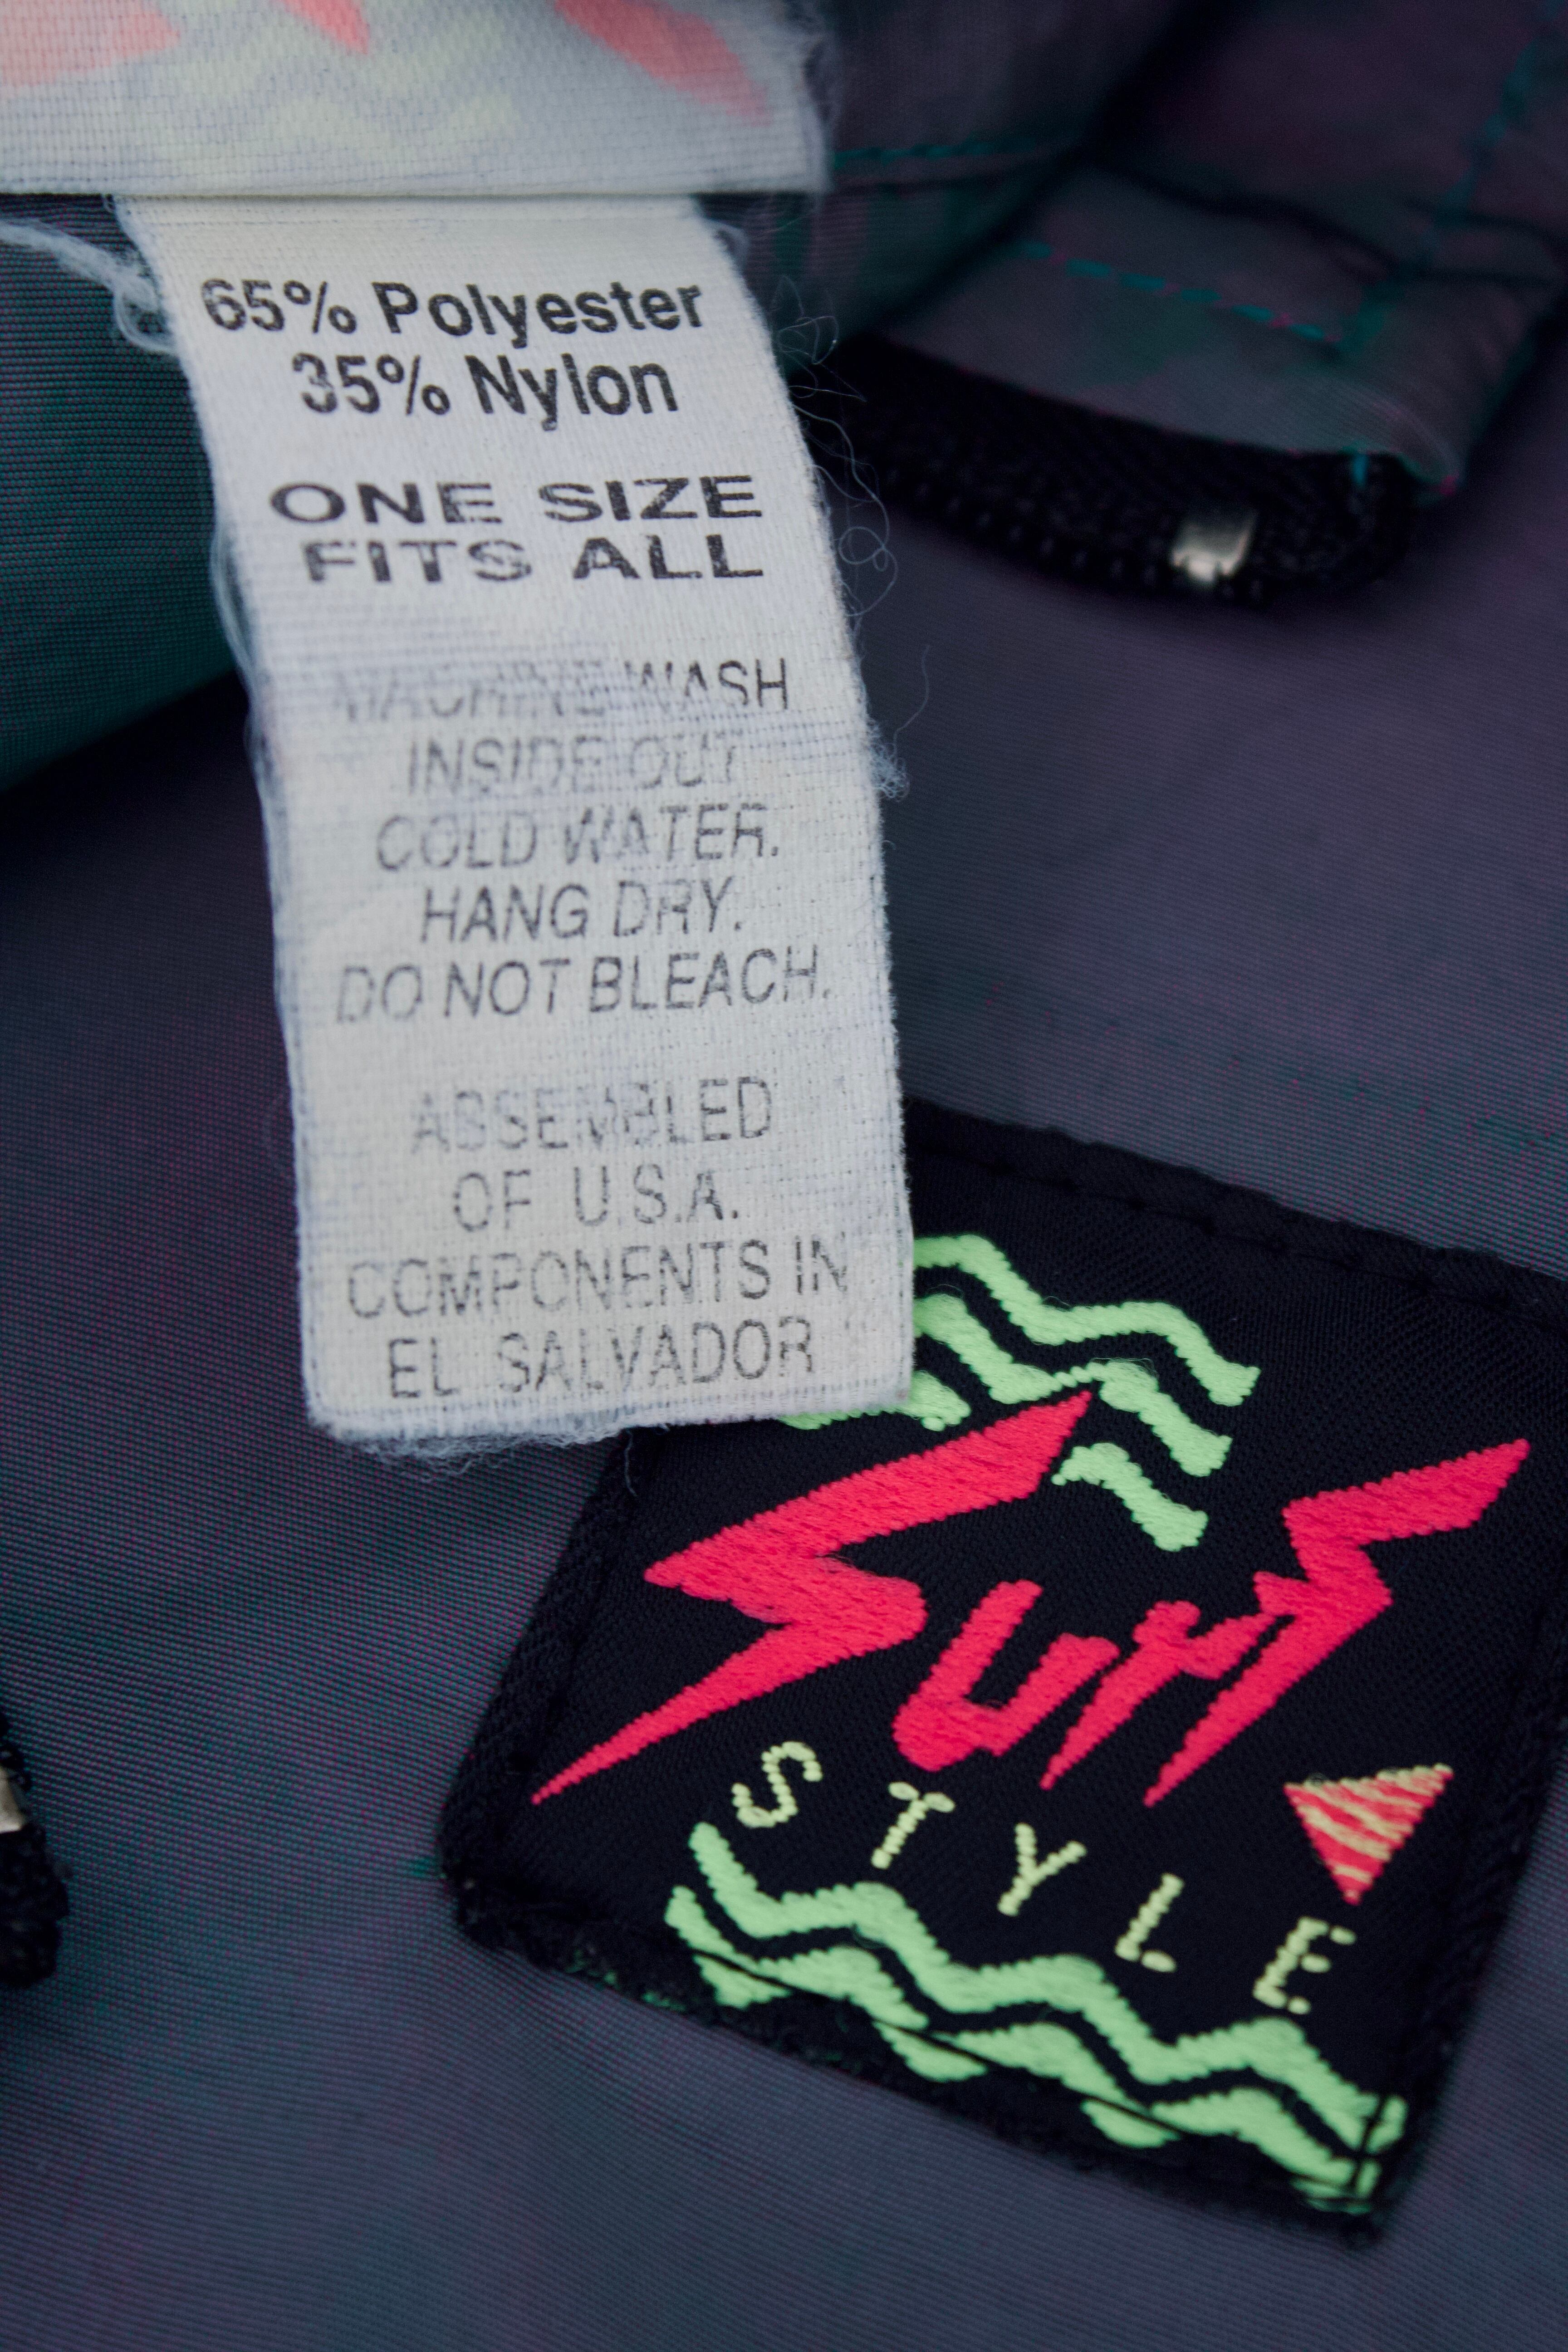 65% Polyester
35% Nylon
ONE SIZE
FITS ALL
MACHINE WASH
INSIDE OUT
COLD WATER.
HANG DRY.
DO NOT BLEACH.
ASSEMBLED
OF U.S.A.
COMPONENTS IN
EL SALVADOR
Surf
STYLE